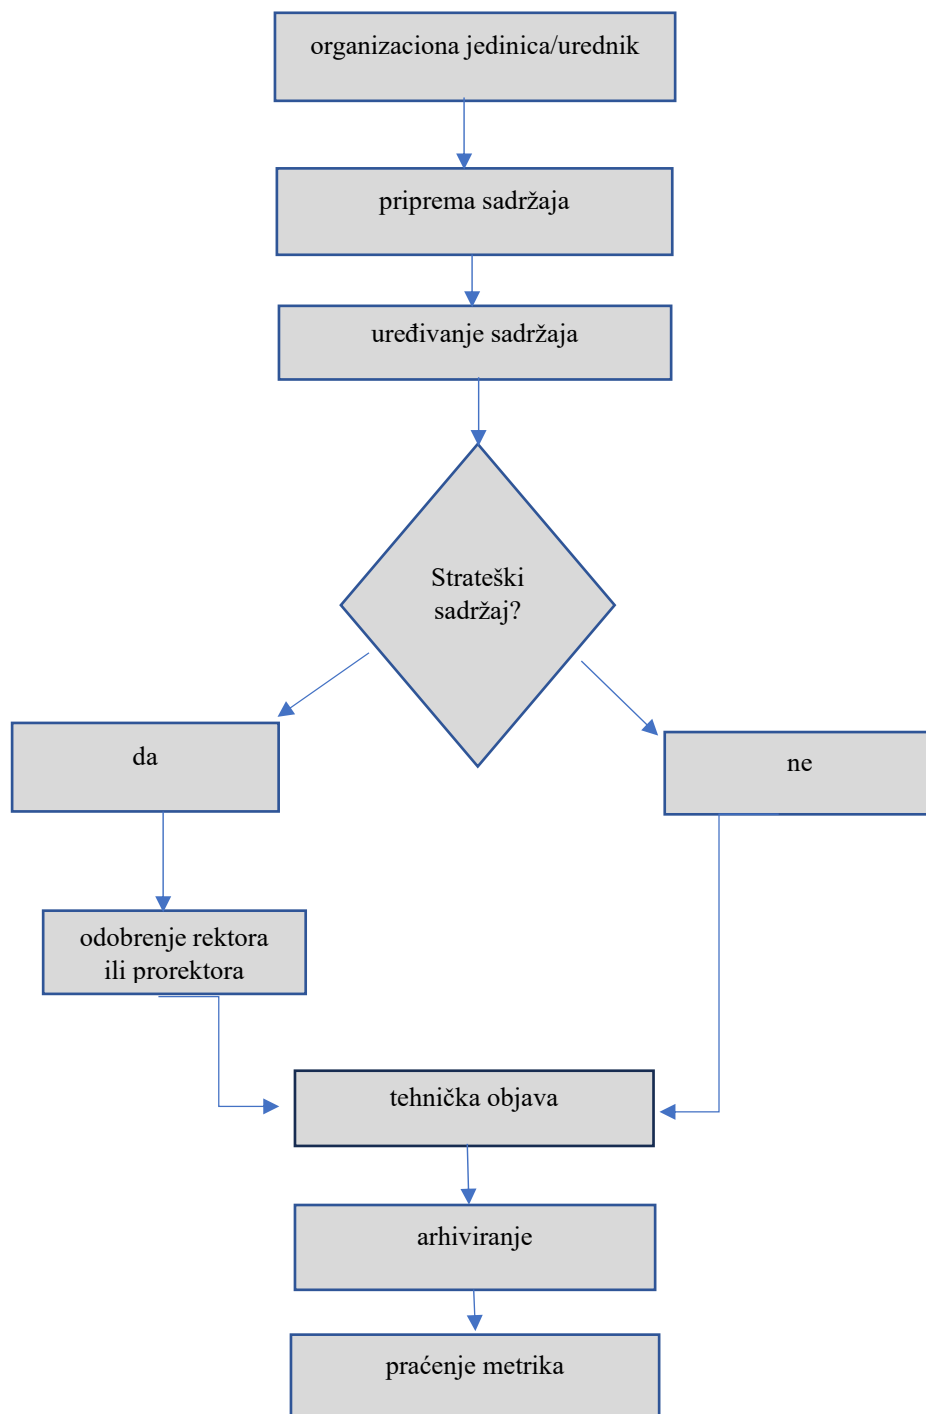 organizaciona jedinica/urednik
priprema sadržaja
uređivanje sadržaja
Strateški
sadržaj?
da
ne
odobrenje rektora
ili prorektora
tehnička objava
arhiviranje
praćenje metrika